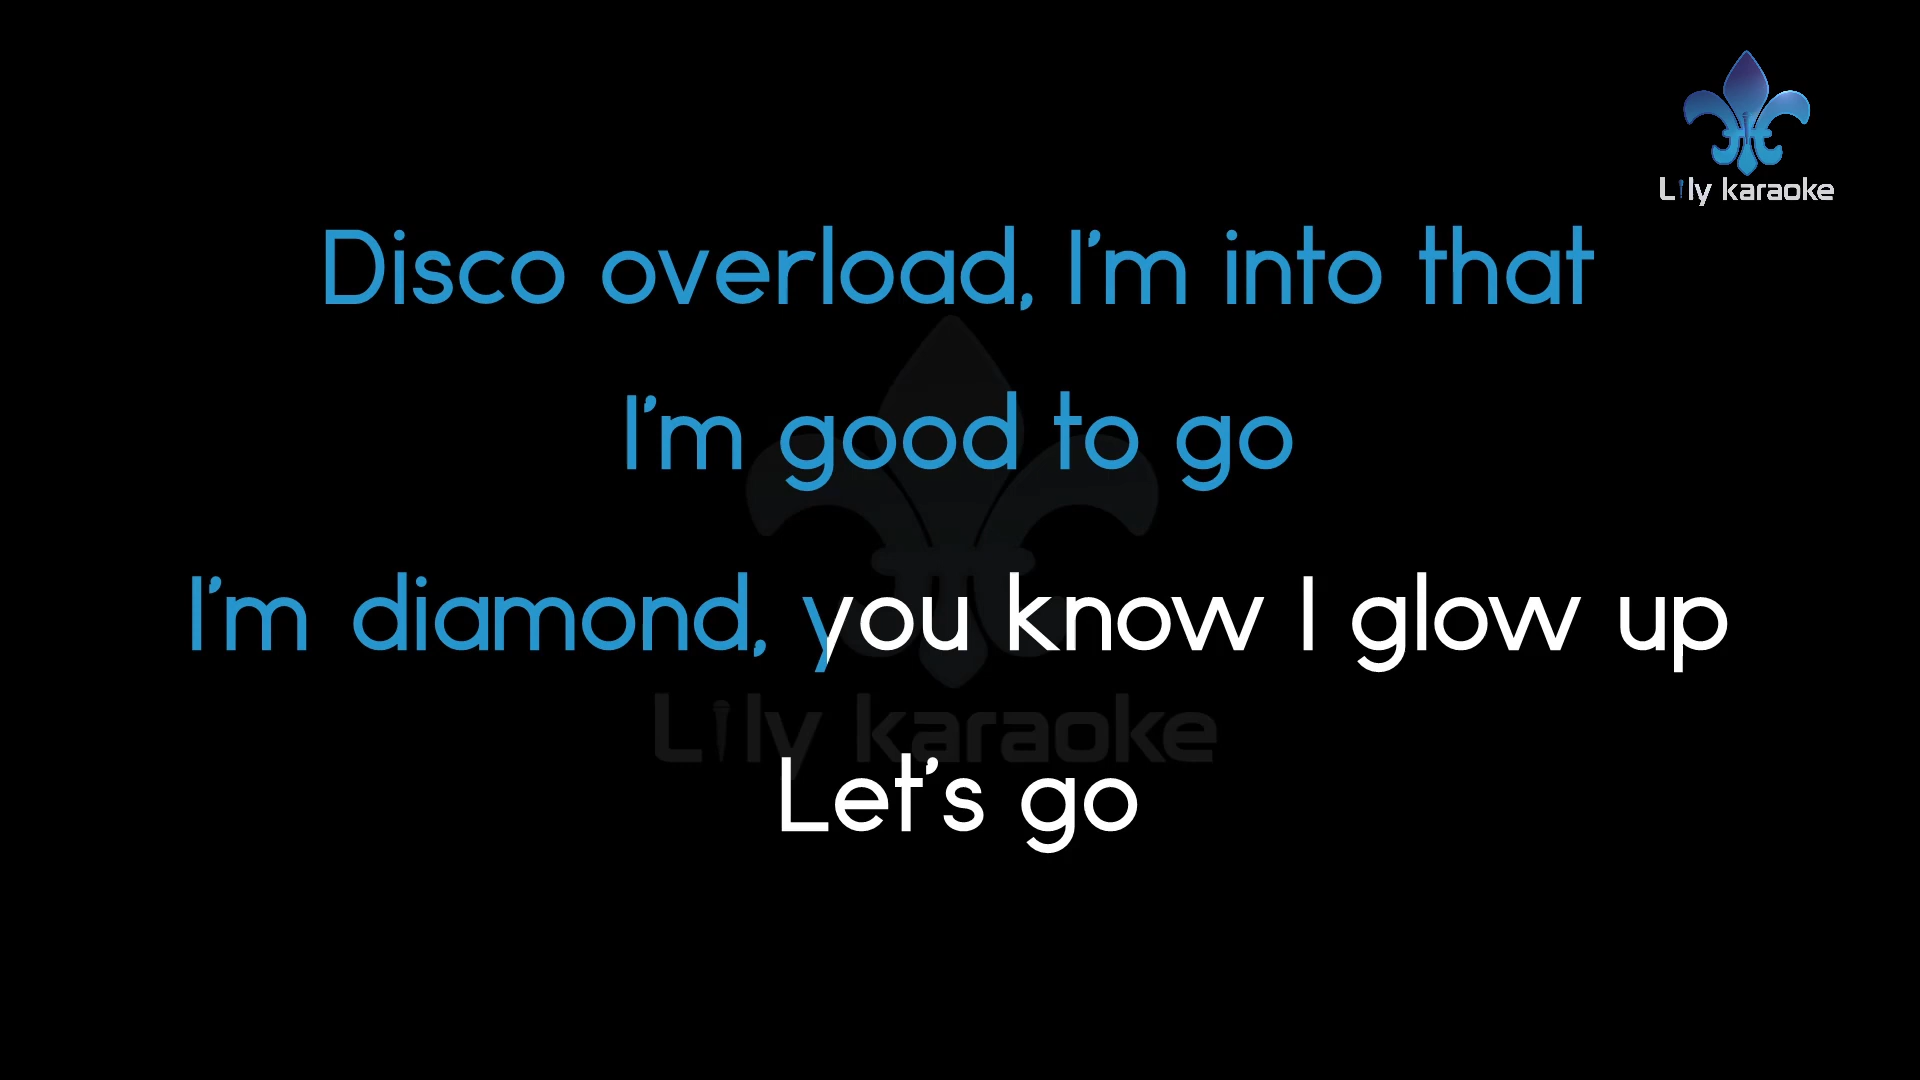 Lily karaoke
Disco overload, I'm into that
I'm good to go
I'm diamond, you know I glow up
Lily karaoke
Let's go